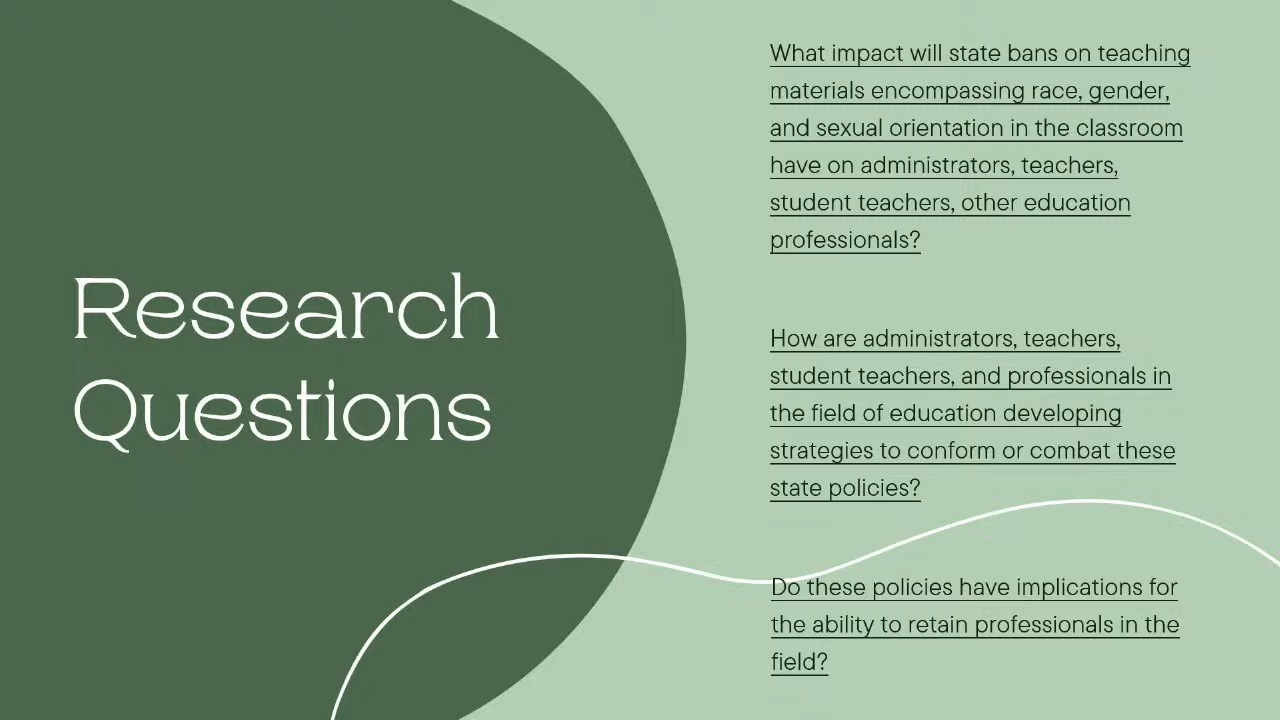 Research
Questions
What impact will state bans on teaching
materials encompassing race, gender,
and sexual orientation in the classroom
have on administrators, teachers,
student teachers, other education
professionals?
How are administrators, teachers,
student teachers, and professionals in
the field of education developing
strategies to conform or combat these
state policies?
Do these policies have implications for
the ability to retain professionals in the
field?